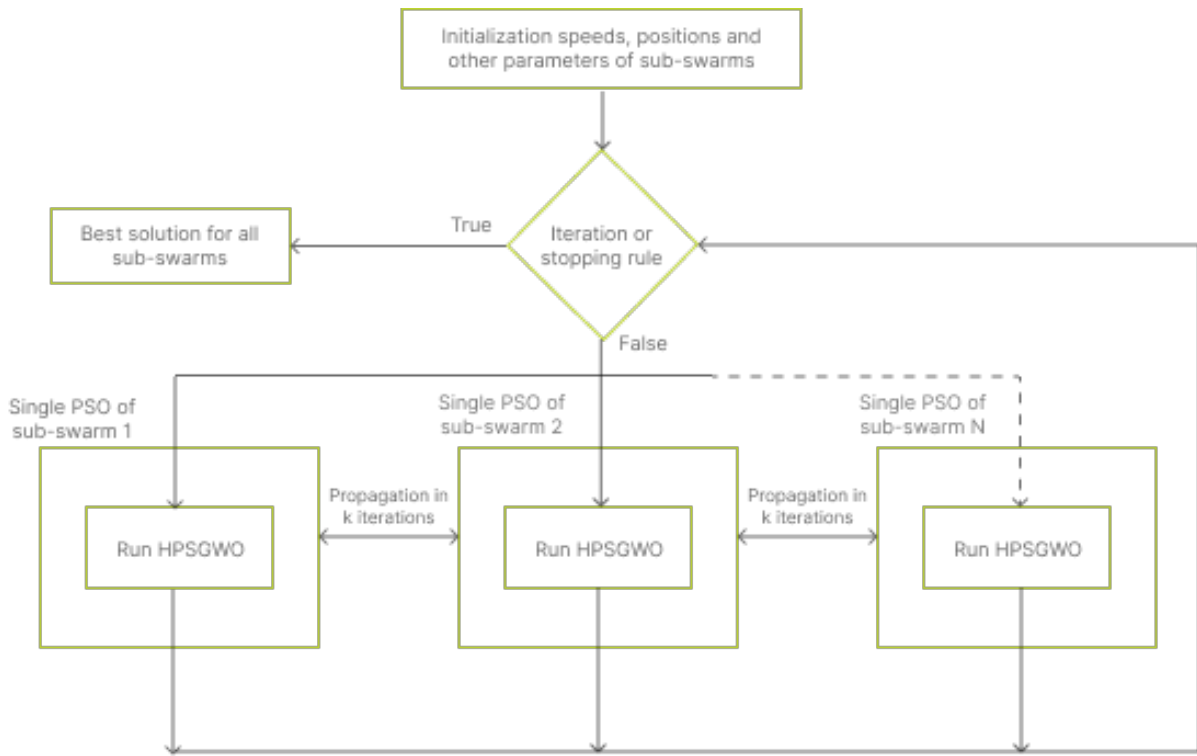 Initialization speeds, positions and
other parameters of sub-swarms
True
Best solution for all
sub-swarms
Iteration or
stopping rule
False
Single PSO of
sub-swarm 1
Single PSO of
sub-swarm 2
Single PSO of
sub-swarm N
Propagation in
k iterations
Propagation in
k iterations
Run HPSGWO
Run HPSGWO
Run HPSGWO